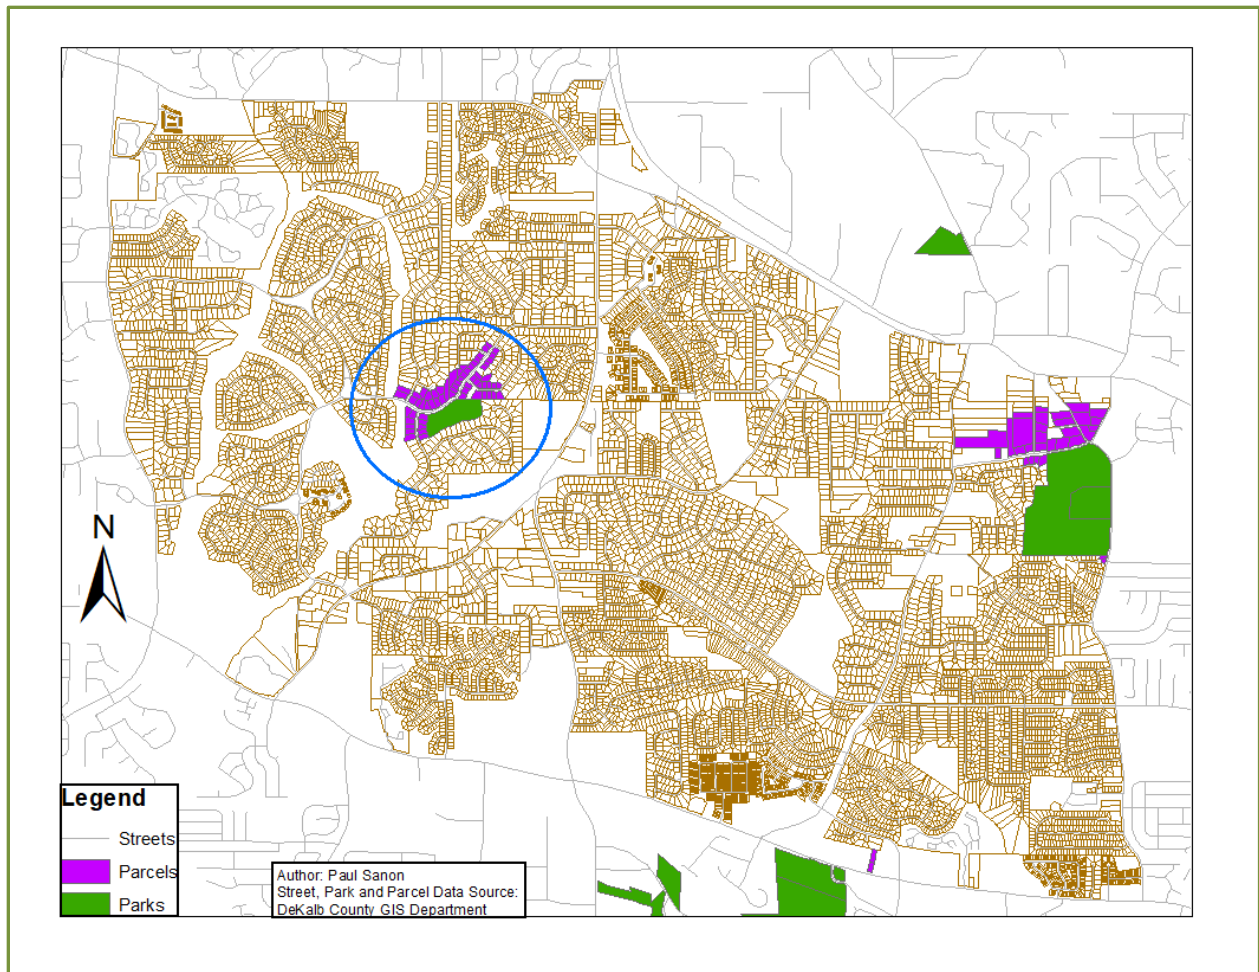 N
Legend
Streets
Parcels
Parks
Author: Paul Sanon
Street, Park and Parcel Data Source:
DeKalb County GIS Department